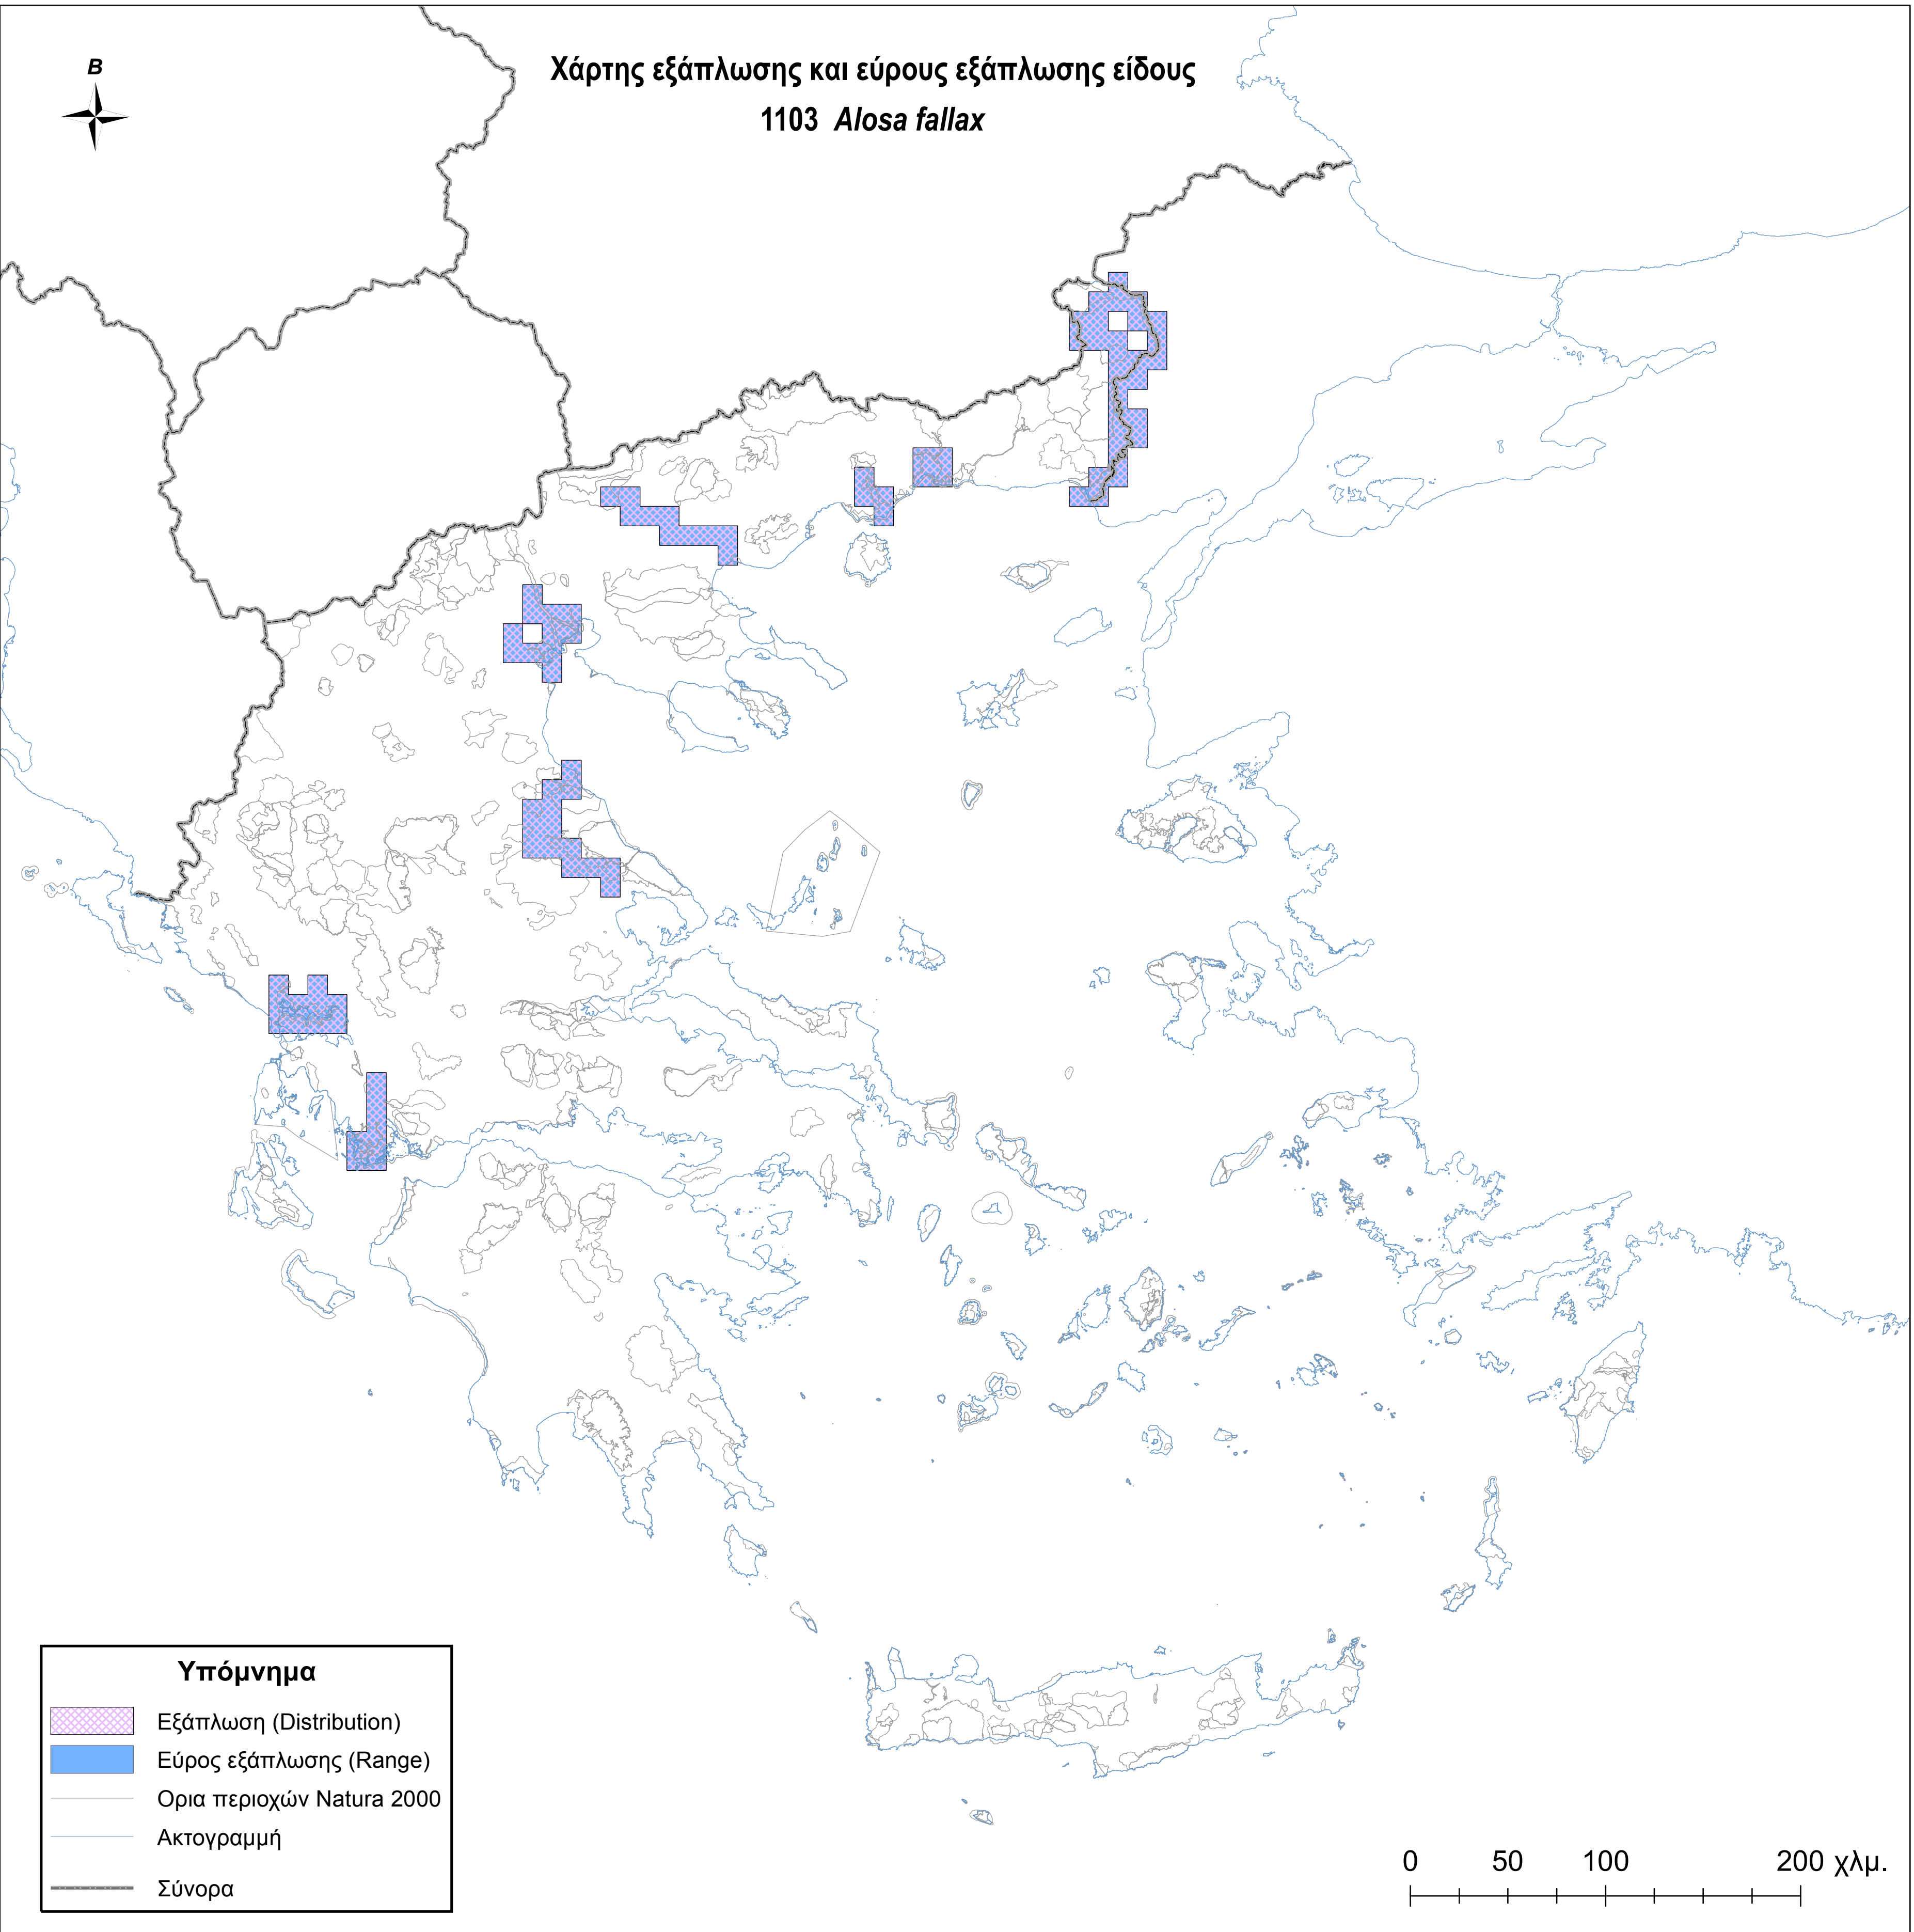 Χάρτης εξάπλωσης και εύρους εξάπλωσης είδους
1103 Alosa fallax
Β
Υπόμνημα
Εξάπλωση (Distribution)
Εύρος εξάπλωσης (Range)
Ορια περιοχών Natura 2000
Ακτογραμμή
Σύνορα
0 50 100 200 χλμ.